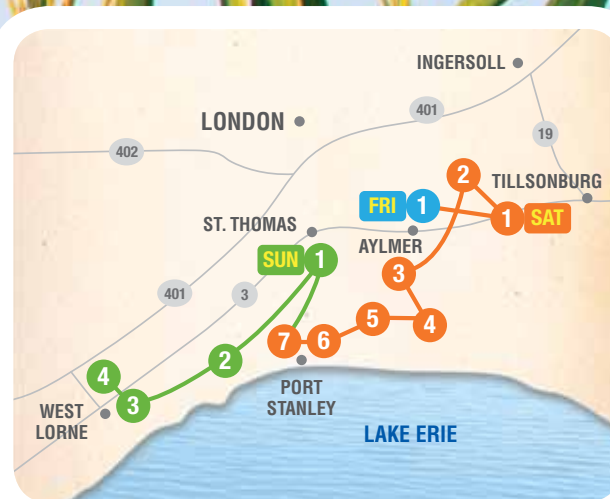 INGERSOLL
LONDON
401
402
19
2
TILLSONBURG
FRI 1
1 SAT
ST. THOMAS
AYLMER
SUN 1
3
401
3
5
4
7
6
2
4
3
PORT
STANLEY
WEST
LORNE
LAKE ERIE